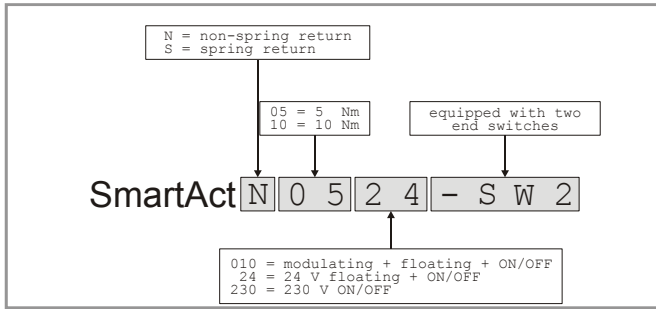 N = non-spring return
S = spring return
05 = 5 Nm
10 = 10 Nm
equipped with two
end switches
SmartAct N 0 5 2 4 - S W 2
010 = modulating + floating + ON/OFF
24 = 24 V floating + ON/OFF
230 = 230 V ON/OFF